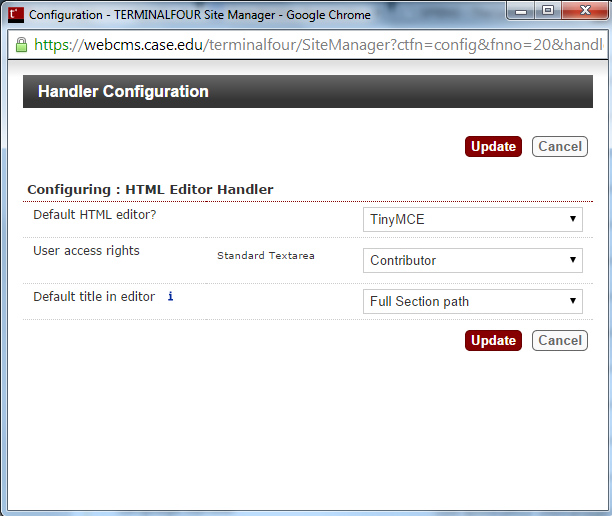 Configuration - TERMINALFOUR Site Manager - Google Chrome
https://webcms.case.edu/terminalfour/SiteManager?ctfn=config&fnno=20&handl
Handler Configuration
Update Cancel
Configuring : HTML Editor Handler
Default HTML editor? TinyMCE
User access rights Standard Textarea Contributor
Default title in editor i Full Section path
Update Cancel